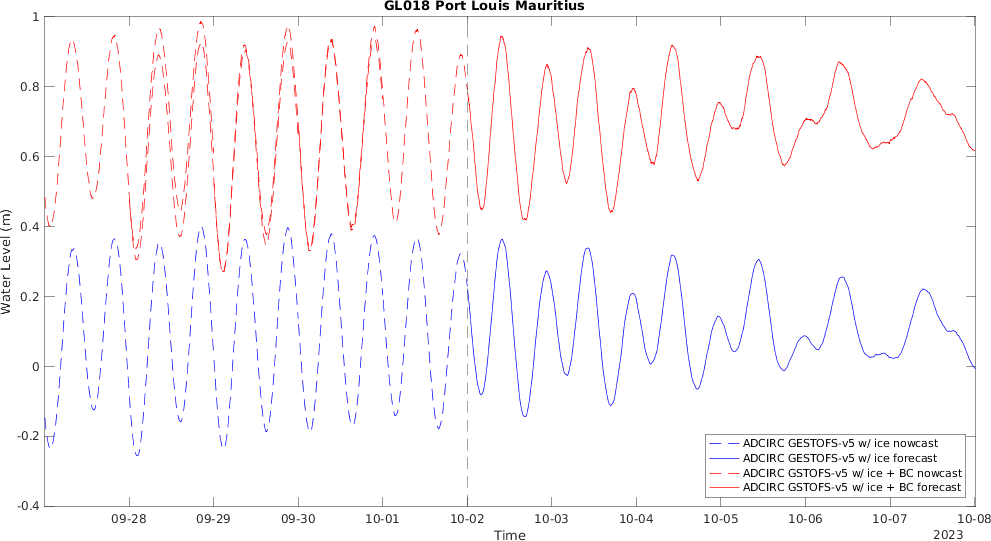 GL018 Port Louis Mauritius
Water Level (m)
1
0.8
0.6
0.4
0.2
0
-0.2
-0.4
ADCIRC GESTOFS-v5 w/ ice nowcast
ADCIRC GESTOFS-v5 w/ ice forecast
ADCIRC GSTOFS-v5 w/ ice + BC nowcast
ADCIRC GSTOFS-v5 w/ ice + BC forecast
09-28 09-29 09-30 10-01 10-02 10-03 10-04 10-05 10-06 10-07 10-08
Time
2023